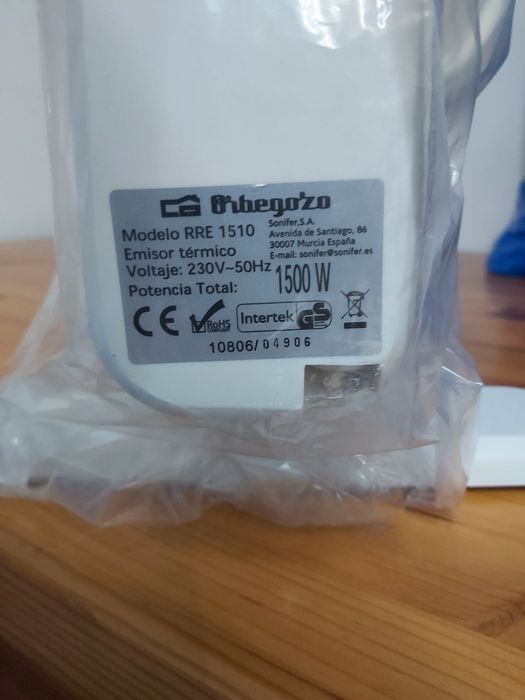 Orbegozo
Sonifer,S.A.
Modelo RRE 1510
Avenida de Santiago, 86
Emisor térmico
30007 Murcia España
Voltaje: 230V~50Hz
E-mail: sonifer@sonifer.es
Potencia Total: 1500 W
CE RoHS Intertek GS
10806/04906